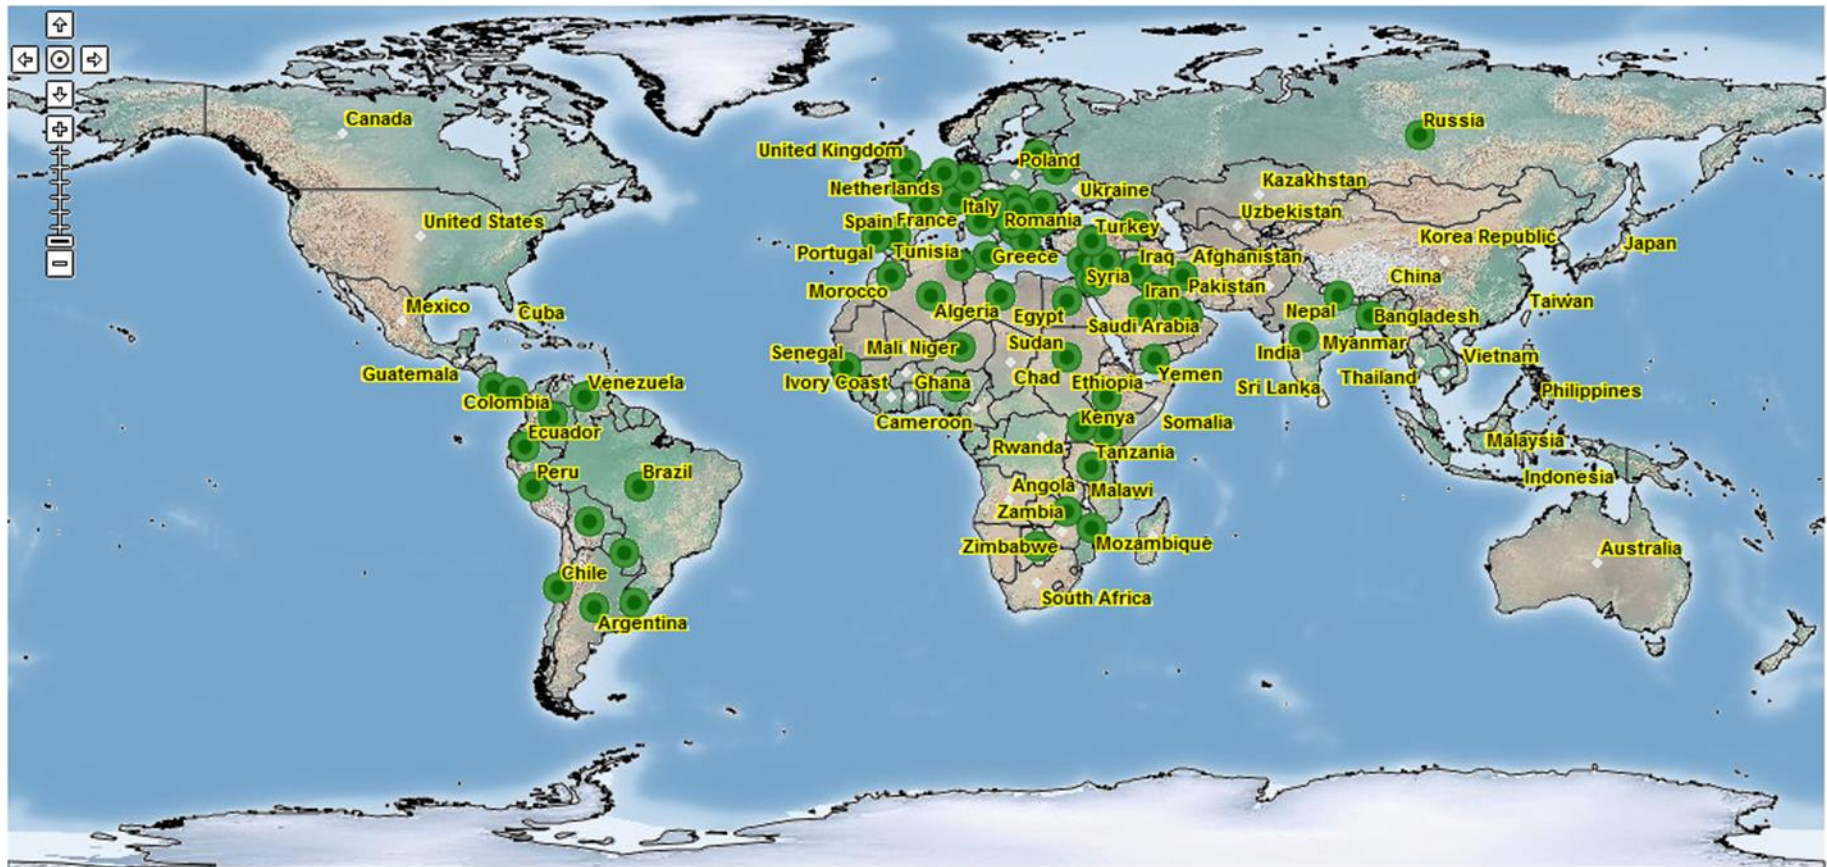 Canada
Russia
United Kingdom
Poland
Netherlands
Ukraine
Kazakhstan
United States
Spain
France
Italy
Romania
Turkey
Uzbekistan
Portugal
Tunisia
Greece
Iraq
Afghanistan
Korea Republic
Japan
Morocco
Syria
Iran
Pakistan
China
Mexico
Cuba
Algeria
Egypt
Saudi Arabia
Nepal
Bangladesh
Taiwan
Senegal
Mali
Niger
Sudan
India
Myanmar
Vietnam
Guatemala
Venezuela
Ivory Coast
Ghana
Chad
Ethiopia
Yemen
Sri Lanka
Thailand
Philippines
Colombia
Cameroon
Kenya
Somalia
Ecuador
Rwanda
Tanzania
Malaysia
Peru
Brazil
Angola
Malawi
Indonesia
Zambia
Zimbabwe
Mozambique
Australia
Chile
South Africa
Argentina